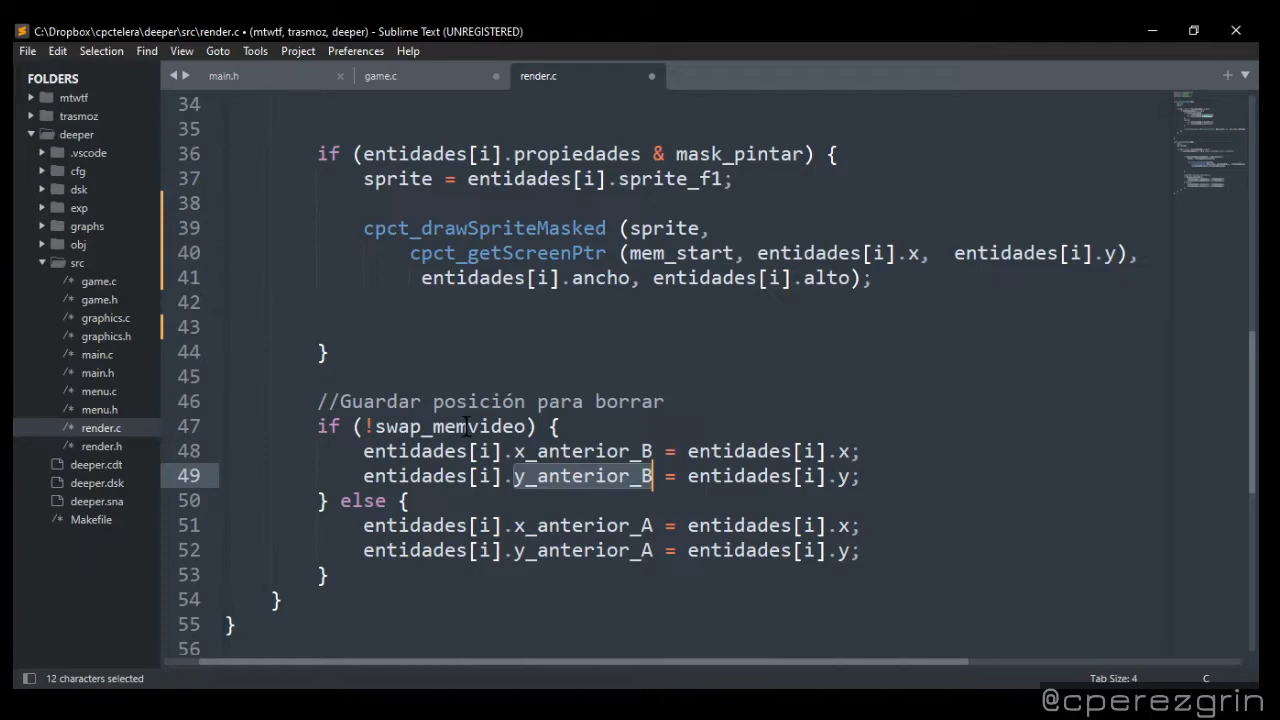 C:\Dropbox\cpctelera\deeper\src\render.c • (mtwtf, trasmoz, deeper) - Sublime Text (UNREGISTERED)
File Edit Selection Find View Goto Tools Project Preferences Help
FOLDERS
mtwtf
trasmoz
deeper
.vscode
cfg
dsk
exp
graphs
obj
src
/* game.c
/* game.h
/* graphics.c
/* graphics.h
/* main.c
/* main.h
/* menu.c
/* menu.h
/* render.c
/* render.h
deeper.cdt
deeper.dsk
deeper.sna
Makefile
main.h game.c render.c
34
35
36 if (entidades[i].propiedades & mask_pintar) {
37 sprite = entidades[i].sprite_f1;
38
39 cpct_drawSpriteMasked (sprite,
40 cpct_getScreenPtr (mem_start, entidades[i].x, entidades[i].y),
41 entidades[i].ancho, entidades[i].alto);
42
43
44 }
45
46 //Guardar posición para borrar
47 if (!swap_memvideo) {
48 entidades[i].x_anterior_B = entidades[i].x;
49 entidades[i].y_anterior_B = entidades[i].y;
50 } else {
51 entidades[i].x_anterior_A = entidades[i].x;
52 entidades[i].y_anterior_A = entidades[i].y;
53 }
54 }
55 }
56
12 characters selected Tab Size: 4 C
@cperezgrin